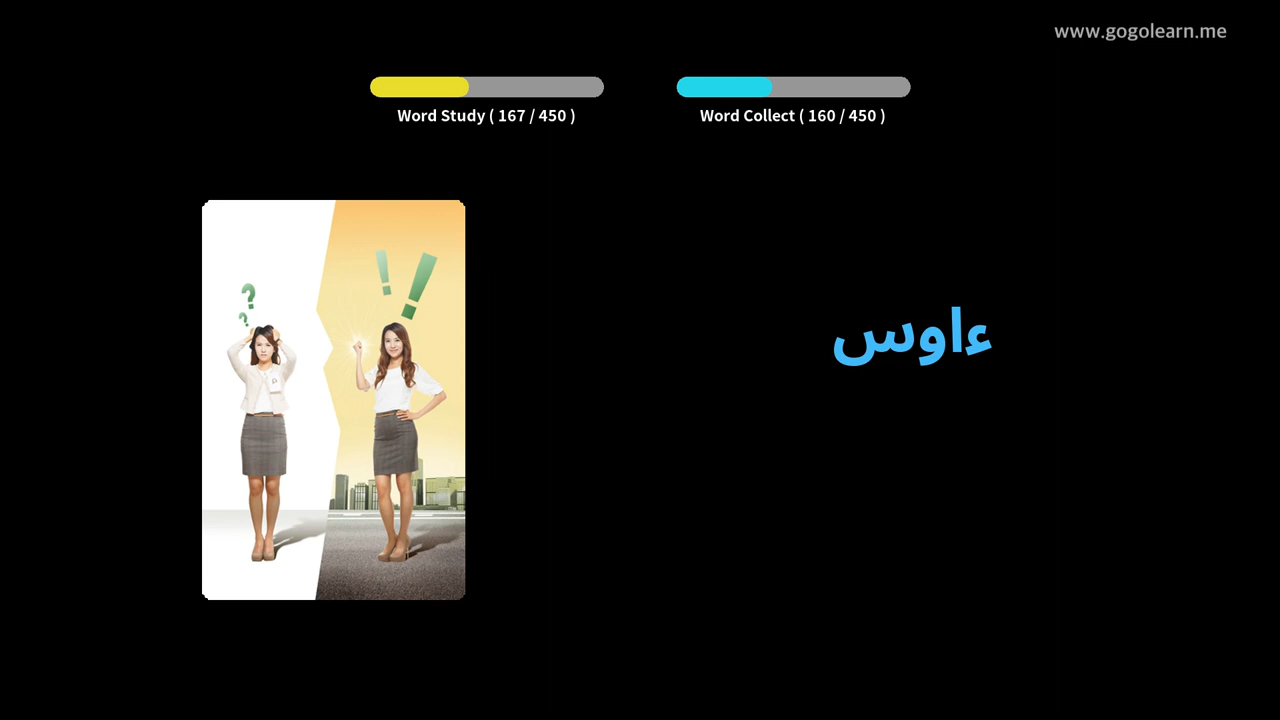 www.gogolearn.me
Word Study ( 167 / 450 )
Word Collect ( 160 / 450 )
? ?
! !
ءاوس